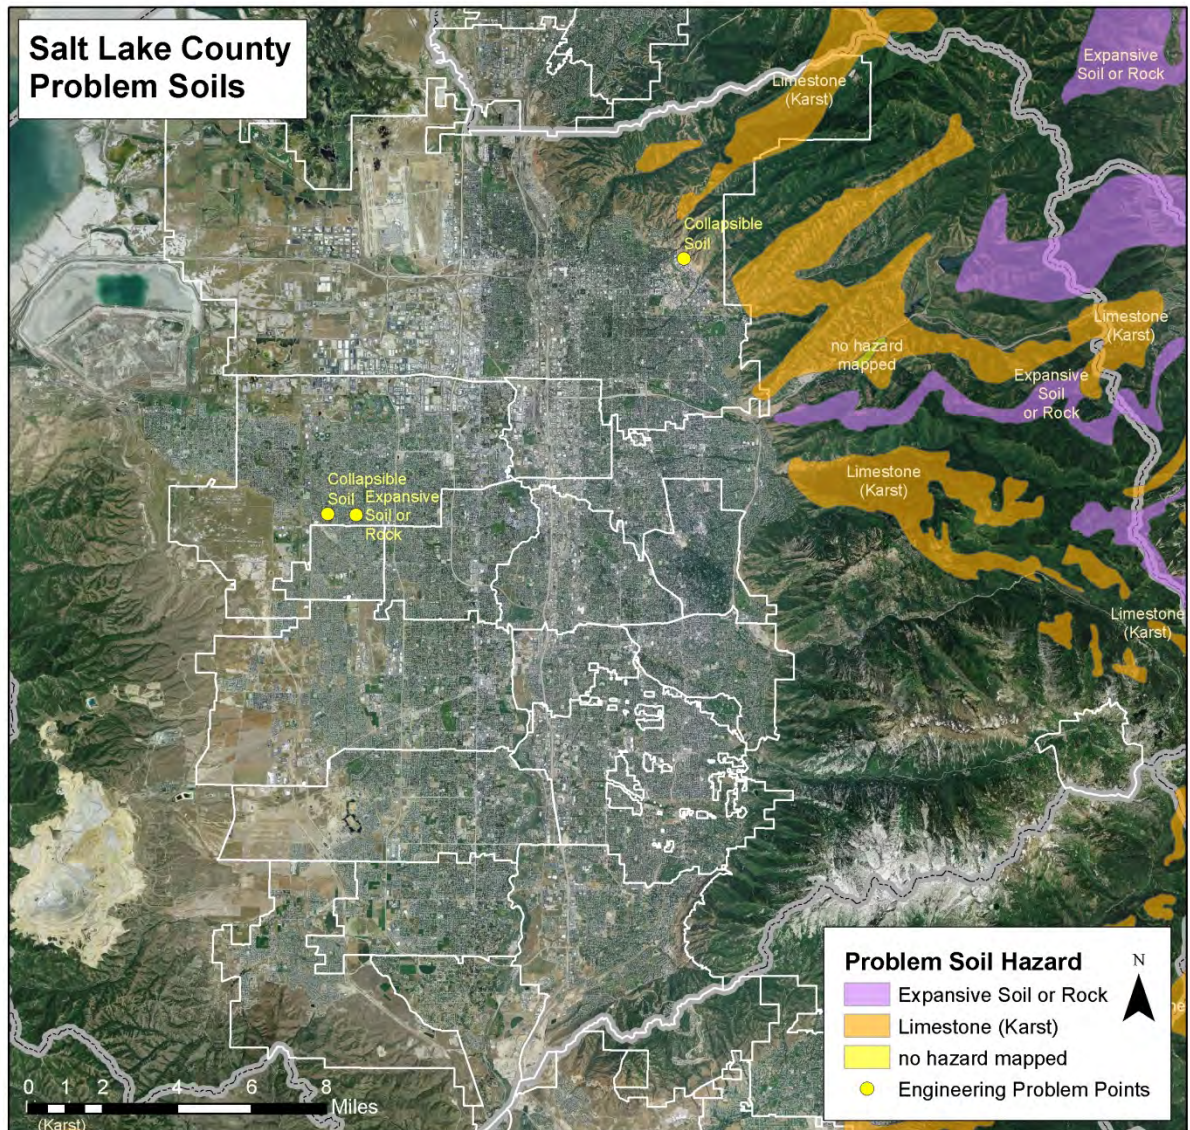 Salt Lake County
Problem Soils
Expansive
Soil or Rock
Limestone
(Karst)
Collapsible
Soil
Limestone
(Karst)
no hazard
mapped
Expansive
Soil
or Rock
Limestone
(Karst)
Collapsible
Soil
Expansive
Soil or
Rock
Limestone
(Karst)
Problem Soil Hazard
N
Expansive Soil or Rock
Limestone (Karst)
no hazard mapped
Engineering Problem Points
0 1 2 4 6 8
Miles
(Karst)